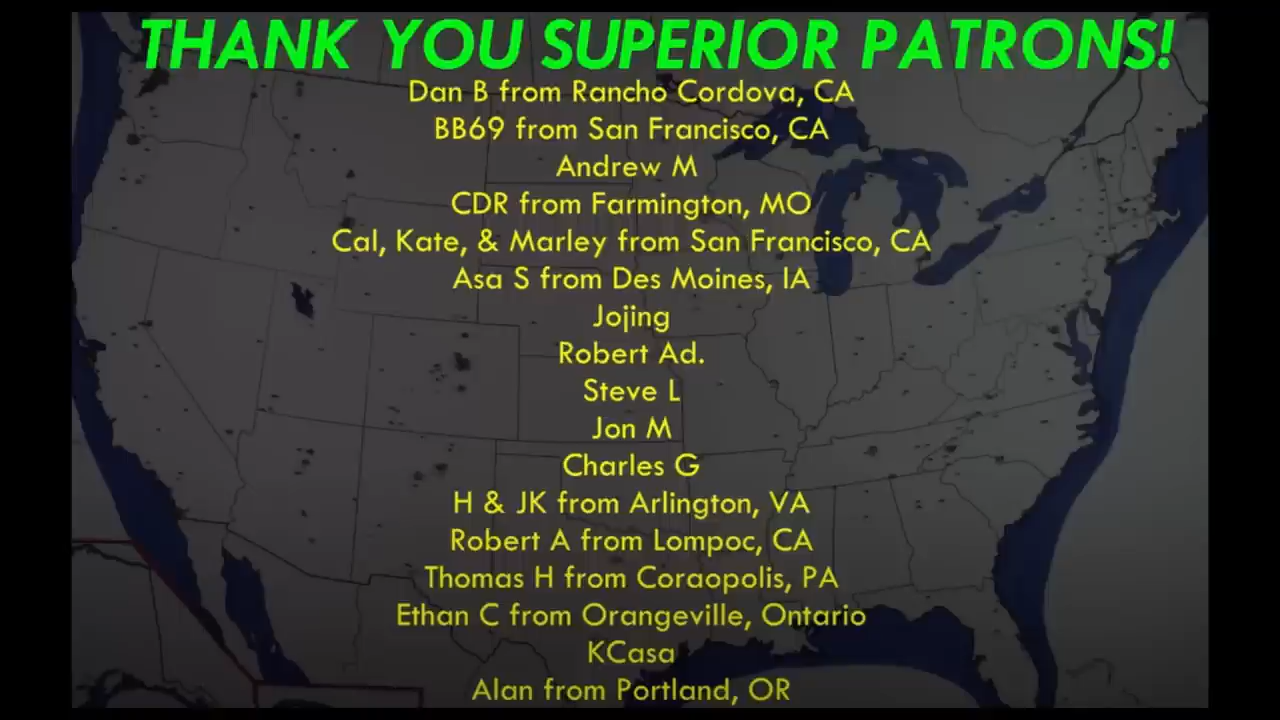 THANK YOU SUPERIOR PATRONS!
Dan B from Rancho Cordova, CA
BB69 from San Francisco, CA
Andrew M
CDR from Farmington, MO
Cal, Kate, & Marley from San Francisco, CA
Asa S from Des Moines, IA
Jojing
Robert Ad.
Steve L
Jon M
Charles G
H & JK from Arlington, VA
Robert A from Lompoc, CA
Thomas H from Coraopolis, PA
Ethan C from Orangeville, Ontario
KCasa
Alan from Portland, OR